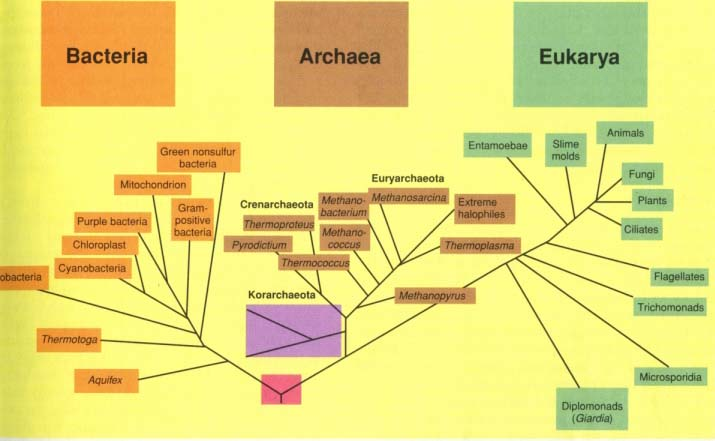 Bacteria
Archaea
Eukarya
Green nonsulfur
bacteria
Mitochondrion
Gram-
positive
bacteria
Purple bacteria
Chloroplast
Cyanobacteria
obacteria
Thermotoga
Aquifex
Crenarchaeota
Thermoproteus
Pyrodictium
Euryarchaeota
Methano-
bacterium
Methanosarcina
Methano-
coccus
Extreme
halophiles
Thermococcus
Thermoplasma
Methanopyrus
Korarchaeota
Entamoebae
Slime
molds
Animals
Fungi
Plants
Ciliates
Flagellates
Trichomonads
Microsporidia
Diplomonads
(Giardia)